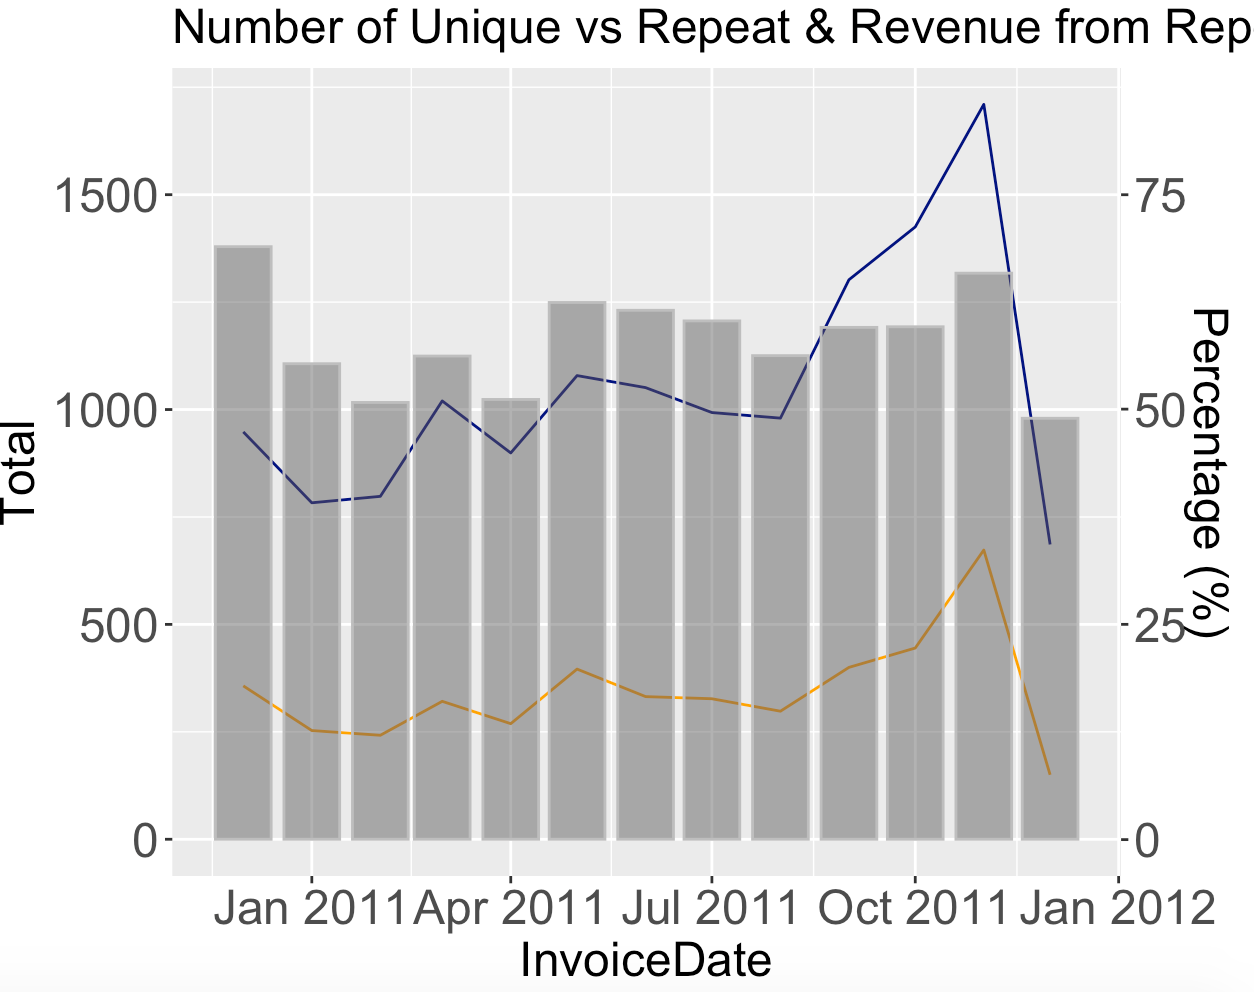 Number of Unique vs Repeat & Revenue from Rep
1500
1000
500
0
Total
75
50
25
0
Percentage (%)
Jan 2011 Apr 2011 Jul 2011 Oct 2011 Jan 2012
InvoiceDate